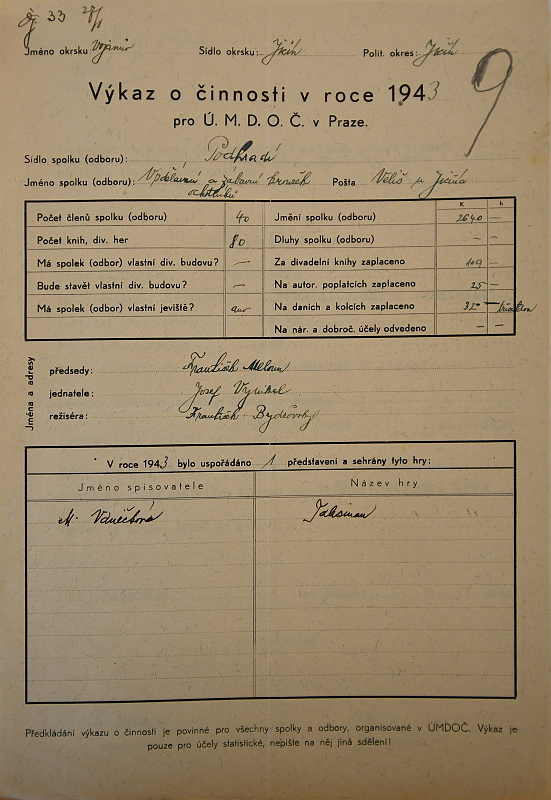 33 27/1
Jméno okrsku Vojanův Sídlo okrsku: Jičín Polit. okres: Jičín
9
Výkaz o činnosti v roce 1943
pro Ú. M. D. O. Č. v Praze.
Sídlo spolku (odboru): Podhradí
Jméno spolku (odboru): Vzdělávací a zábavní kroužek Pošta Veliš u Jičína
ochotníků
K h
Počet členů spolku (odboru) 40 Jmění spolku (odboru) 2640 —
Počet knih, div. her 80 Dluhy spolku (odboru) — —
Má spolek (odbor) vlastní div. budovu? — Za divadelní knihy zaplaceno 109 —
Bude stavět vlastní div. budovu? — Na autor. poplatcích zaplaceno 25 —
Má spolek (odbor) vlastní jeviště? ano Na daních a kolcích zaplaceno 35 —
Na nár. a dobroč. účely odvedeno — —
Jména a adresy
předsedy: František Meloun
jednatele: Josef
režiséra: František Bydžovský
V roce 1943 bylo uspořádáno 1 představení a sehrány tyto hry:
Jméno spisovatele Název hry
M. Vaněčková Talisman
Předkládání výkazu o činnosti je povinné pro všechny spolky a odbory, organisované v ÚMDOČ. Výkaz je
pouze pro účely statistické, nepište na něj jiná sdělení!